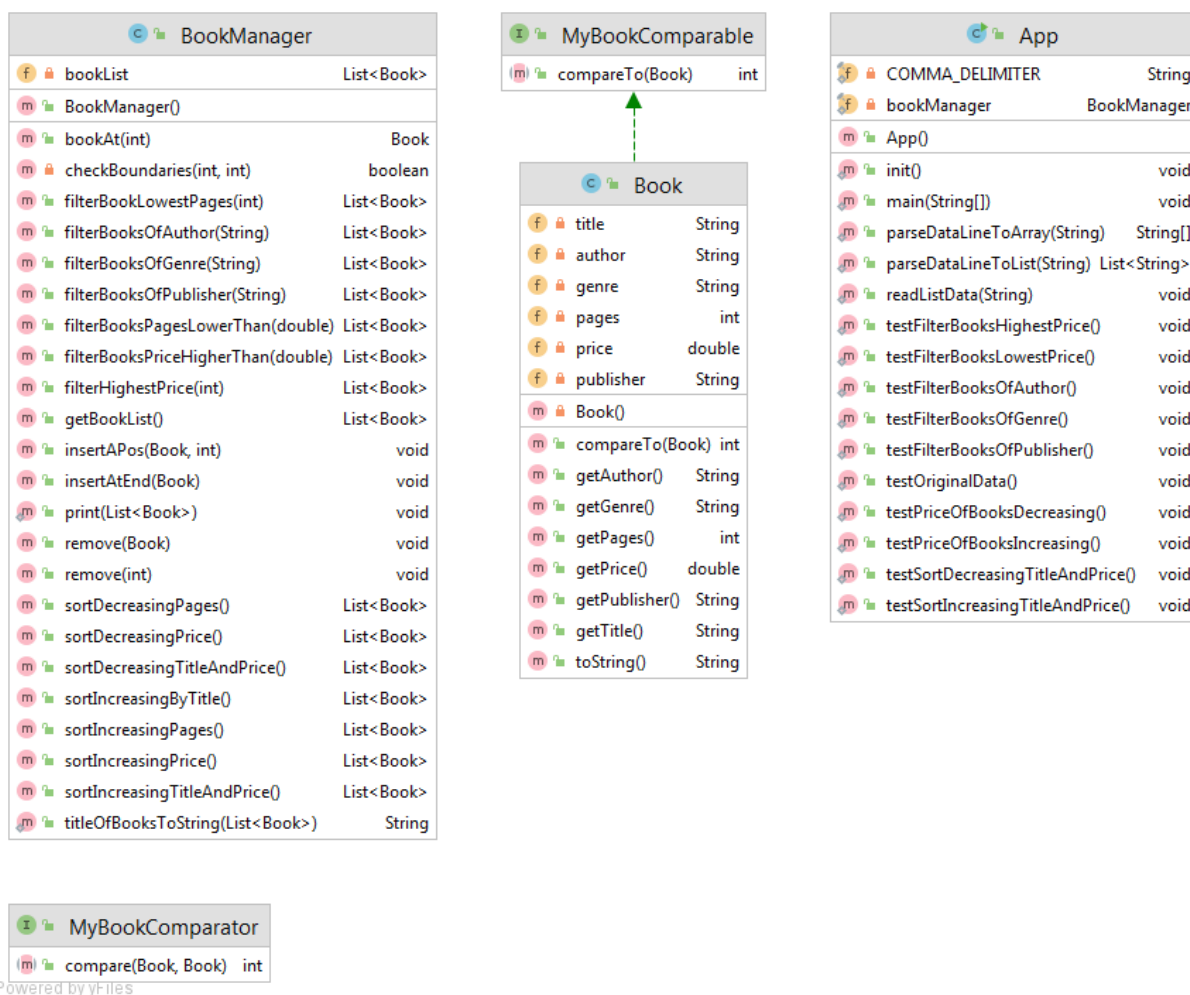 BookManager
bookList List<Book>
BookManager()
bookAt(int) Book
checkBoundaries(int, int) boolean
filterBookLowestPages(int) List<Book>
filterBooksOfAuthor(String) List<Book>
filterBooksOfGenre(String) List<Book>
filterBooksOfPublisher(String) List<Book>
filterBooksPagesLowerThan(double) List<Book>
filterBooksPriceHigherThan(double) List<Book>
filterHighestPrice(int) List<Book>
getBookList() List<Book>
insertAPos(Book, int) void
insertAtEnd(Book) void
print(List<Book>) void
remove(Book) void
remove(int) void
sortDecreasingPages() List<Book>
sortDecreasingPrice() List<Book>
sortDecreasingTitleAndPrice() List<Book>
sortIncreasingByTitle() List<Book>
sortIncreasingPages() List<Book>
sortIncreasingPrice() List<Book>
sortIncreasingTitleAndPrice() List<Book>
titleOfBooksToString(List<Book>) String
MyBookComparable
compareTo(Book) int
Book
title String
author String
genre String
pages int
price double
publisher String
Book()
compareTo(Book) int
getAuthor() String
getGenre() String
getPages() int
getPrice() double
getPublisher() String
getTitle() String
toString() String
App
COMMA_DELIMITER String
bookManager BookManager
App()
init() void
main(String[]) void
parseDataLineToArray(String) String[]
parseDataLineToList(String) List<String>
readListData(String) void
testFilterBooksHighestPrice() void
testFilterBooksLowestPrice() void
testFilterBooksOfAuthor() void
testFilterBooksOfGenre() void
testFilterBooksOfPublisher() void
testOriginalData() void
testPriceOfBooksDecreasing() void
testPriceOfBooksIncreasing() void
testSortDecreasingTitleAndPrice() void
testSortIncreasingTitleAndPrice() void
MyBookComparator
compare(Book, Book) int
Powered by yFiles